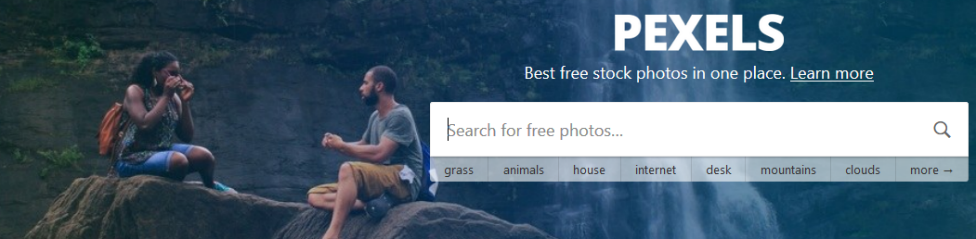 PEXELS
Best free stock photos in one place. Learn more
Search for free photos...
grass animals house internet desk mountains clouds more →